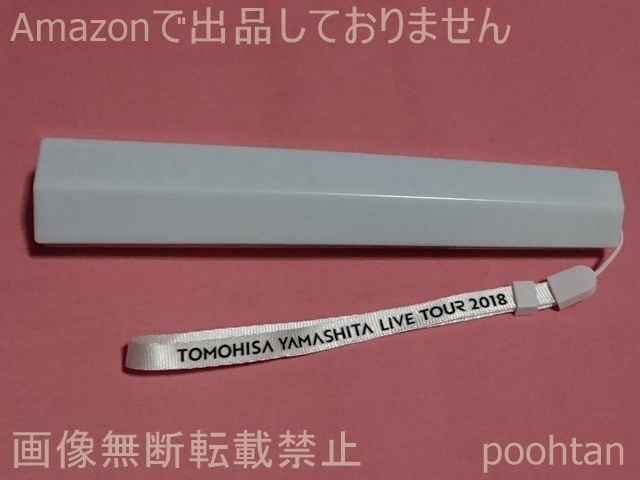 Amazonで出品しておりません
TOMOHISA YAMASHITA LIVE TOUR 2018
画像無断転載禁止
poohtan